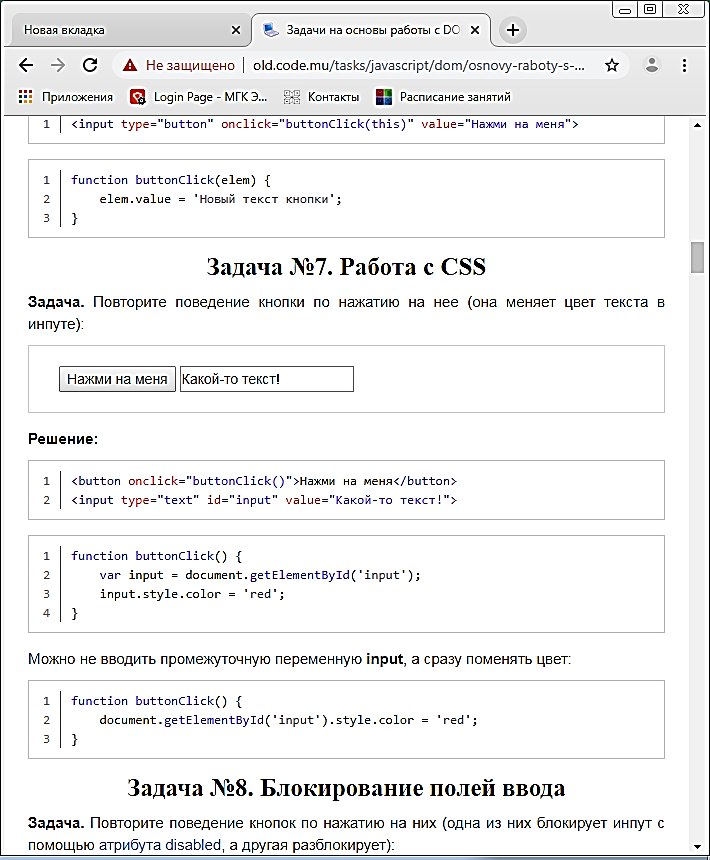 Новая вкладка
Задачи на основы работы с DO
Не защищено
old.code.mu/tasks/javascript/dom/osnovy-raboty-s-...
Приложения
Login Page - МГК Э...
Контакты
Расписание занятий
1 <input type="button" onclick="buttonClick(this)" value="Нажми на меня">
1 function buttonClick(elem) {
2 elem.value = 'Новый текст кнопки';
3 }
Задача №7. Работа с CSS
Задача. Повторите поведение кнопки по нажатию на нее (она меняет цвет текста в
инпуте):
Нажми на меня Какой-то текст!
Решение:
1 <button onclick="buttonClick()">Нажми на меня</button>
2 <input type="text" id="input" value="Какой-то текст!">
1 function buttonClick() {
2 var input = document.getElementById('input');
3 input.style.color = 'red';
4 }
Можно не вводить промежуточную переменную input, а сразу поменять цвет:
1 function buttonClick() {
2 document.getElementById('input').style.color = 'red';
3 }
Задача №8. Блокирование полей ввода
Задача. Повторите поведение кнопок по нажатию на них (одна из них блокирует инпут с
помощью атрибута disabled, а другая разблокирует):